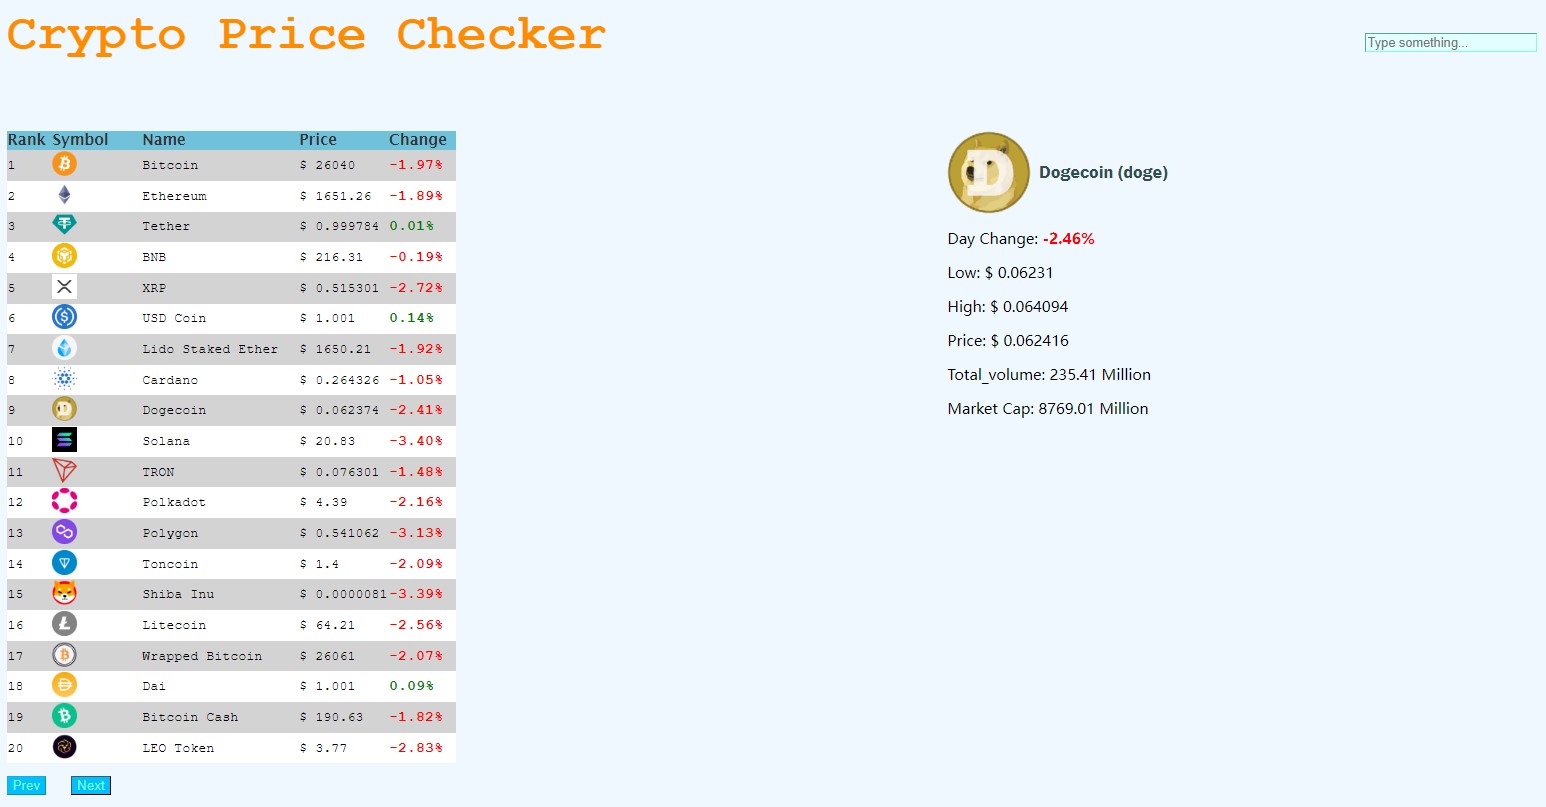 Crypto Price Checker
Type something...
Rank Symbol Name Price Change
1 Bitcoin $ 26040 -1.97%
2 Ethereum $ 1651.26 -1.89%
3 Tether $ 0.999784 0.01%
4 BNB $ 216.31 -0.19%
5 XRP $ 0.515301 -2.72%
6 USD Coin $ 1.001 0.14%
7 Lido Staked Ether $ 1650.21 -1.92%
8 Cardano $ 0.264326 -1.05%
9 Dogecoin $ 0.062374 -2.41%
10 Solana $ 20.83 -3.40%
11 TRON $ 0.076301 -1.48%
12 Polkadot $ 4.39 -2.16%
13 Polygon $ 0.541062 -3.13%
14 Toncoin $ 1.4 -2.09%
15 Shiba Inu $ 0.0000081 -3.39%
16 Litecoin $ 64.21 -2.56%
17 Wrapped Bitcoin $ 26061 -2.07%
18 Dai $ 1.001 0.09%
19 Bitcoin Cash $ 190.63 -1.82%
20 LEO Token $ 3.77 -2.83%
Prev Next
Dogecoin (doge)
Day Change: -2.46%
Low: $ 0.06231
High: $ 0.064094
Price: $ 0.062416
Total_volume: 235.41 Million
Market Cap: 8769.01 Million